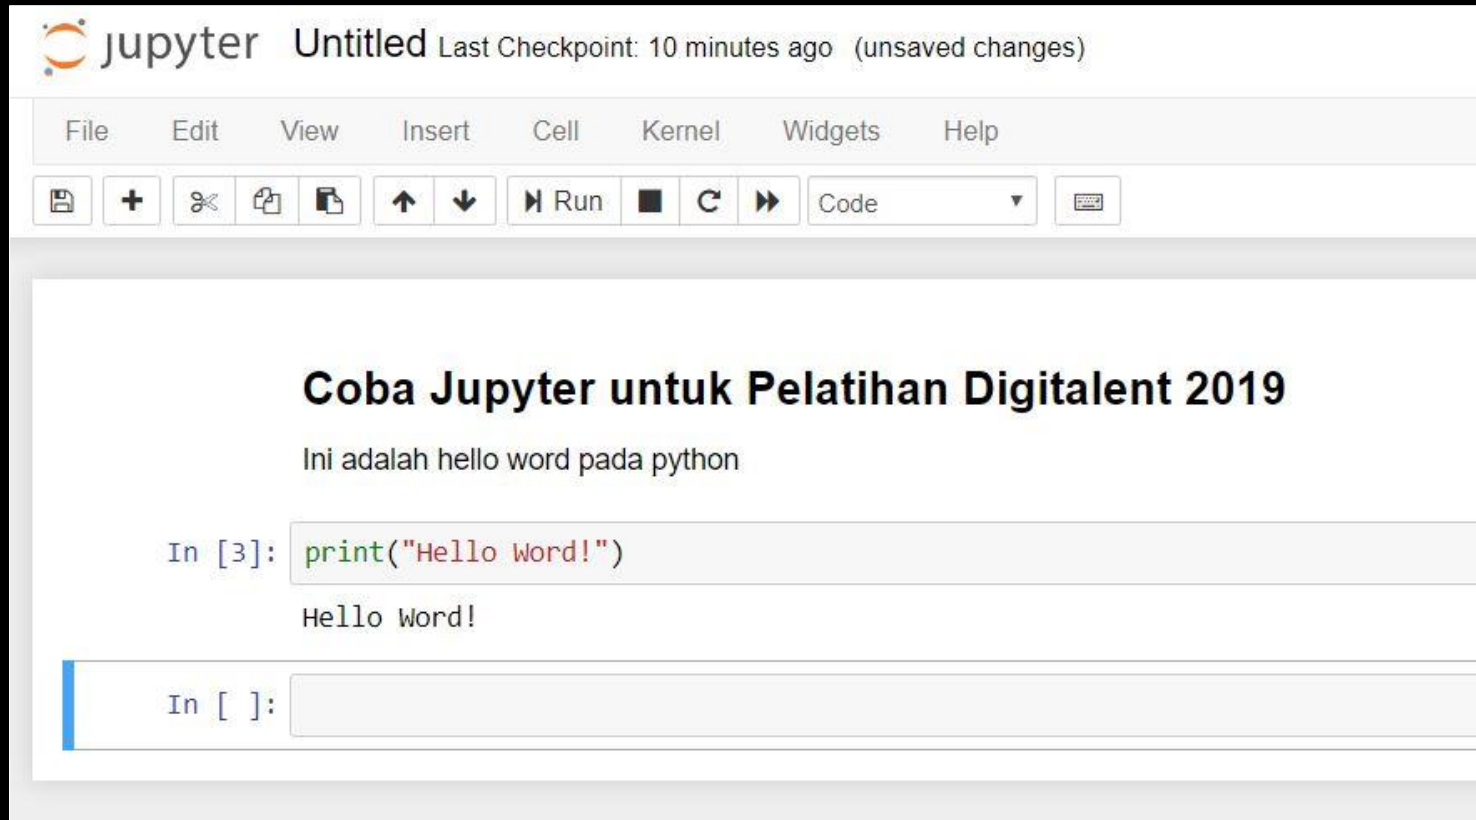 jupyter Untitled Last Checkpoint: 10 minutes ago (unsaved changes)
File Edit View Insert Cell Kernel Widgets Help
Run Code
Coba Jupyter untuk Pelatihan Digitalent 2019
Ini adalah hello word pada python
In [3]: print("Hello Word!")
Hello Word!
In [ ]: